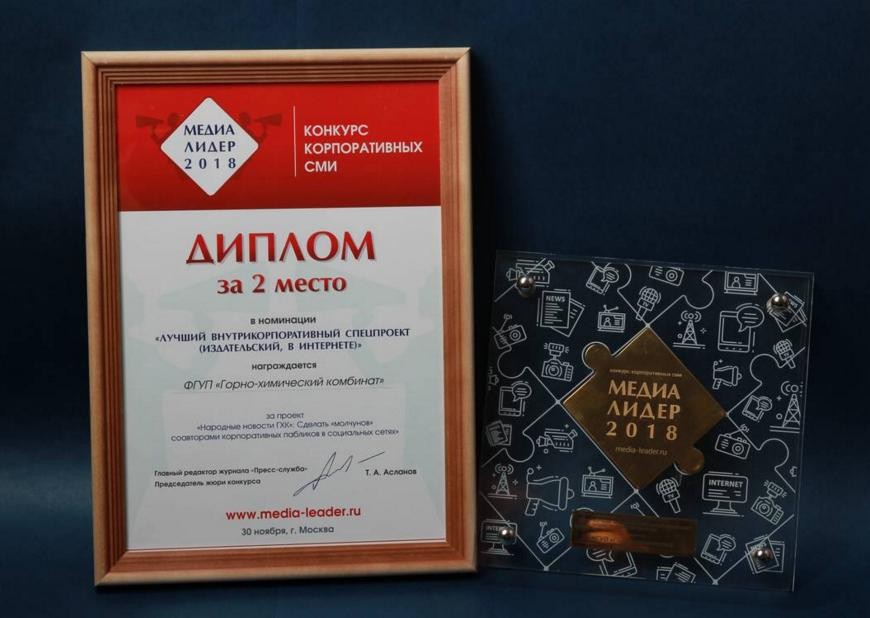 МЕДИА
ЛИДЕР
2018
КОНКУРС
КОРПОРАТИВНЫХ
СМИ
ДИПЛОМ
за 2 место
в номинации
«ЛУЧШИЙ ВНУТРИКОРПОРАТИВНЫЙ СПЕЦПРОЕКТ
(ИЗДАТЕЛЬСКИЙ, В ИНТЕРНЕТЕ)»
награждается
ФГУП «Горно-химический комбинат»
за проект
«Народные новости ГХК»: Сделать «молчунов»
соавторами корпоративных пабликов в социальных сетях»
Главный редактор журнала «Пресс-служба»
Председатель жюри конкурса
Т. А. Асланов
www.media-leader.ru
30 ноября, г. Москва
NEWS
конкурс корпоративных сми
МЕДИА
ЛИДЕР
2018
media-leader.ru
INTERNET